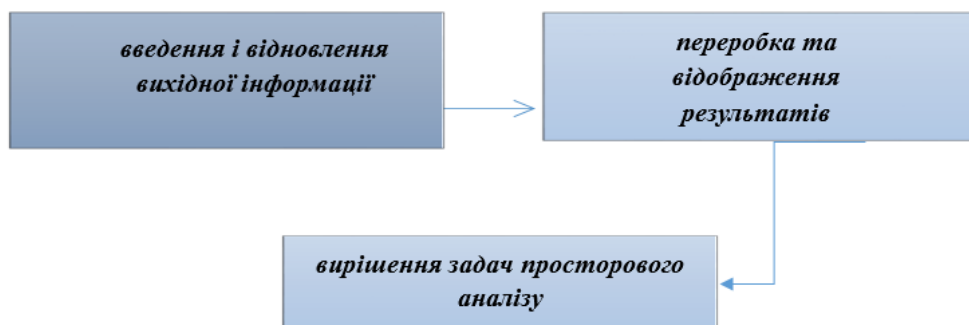 введення і відновлення
вихідної інформації
переробка та
відображення
результатів
вирішення задач просторового
аналізу